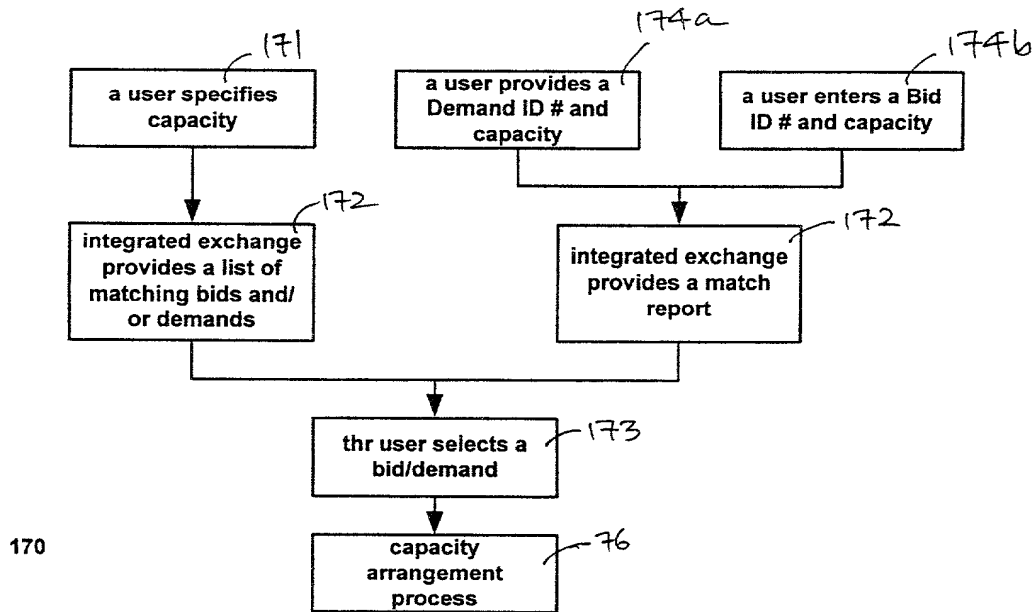 171
a user specifies
capacity
174a
a user provides a
Demand ID # and
capacity
174b
a user enters a Bid
ID # and capacity
172
integrated exchange
provides a list of
matching bids and/
or demands
172
integrated exchange
provides a match
report
173
thr user selects a
bid/demand
170
76
capacity
arrangement
process